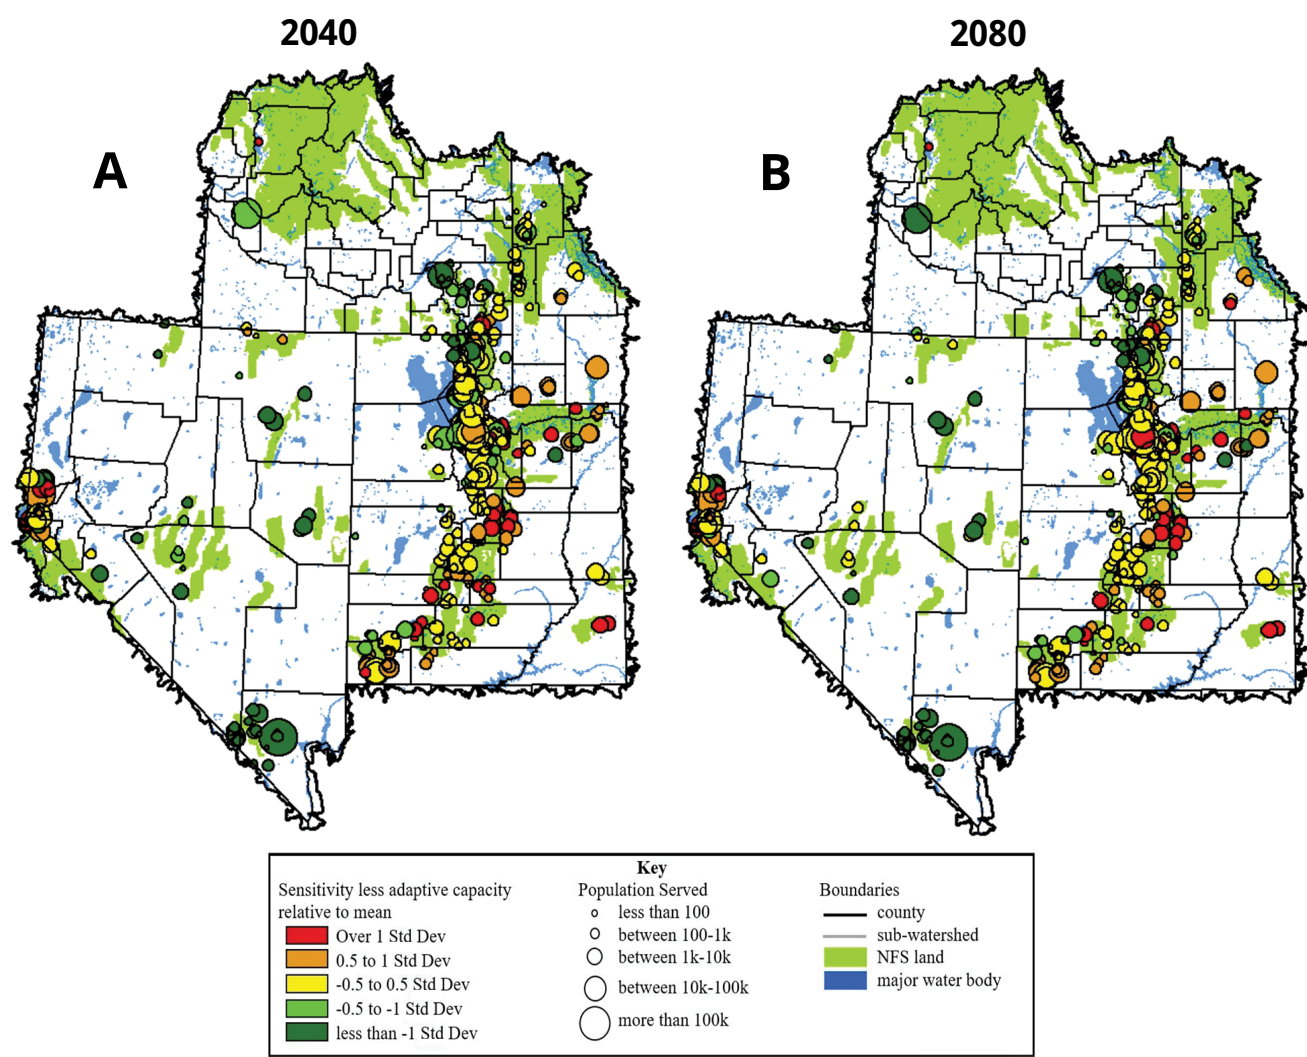 2040
2080
A
B
Key
Sensitivity less adaptive capacity
relative to mean
Over 1 Std Dev
0.5 to 1 Std Dev
-0.5 to 0.5 Std Dev
-0.5 to -1 Std Dev
less than -1 Std Dev
Population Served
less than 100
between 100-1k
between 1k-10k
between 10k-100k
more than 100k
Boundaries
county
sub-watershed
NFS land
major water body